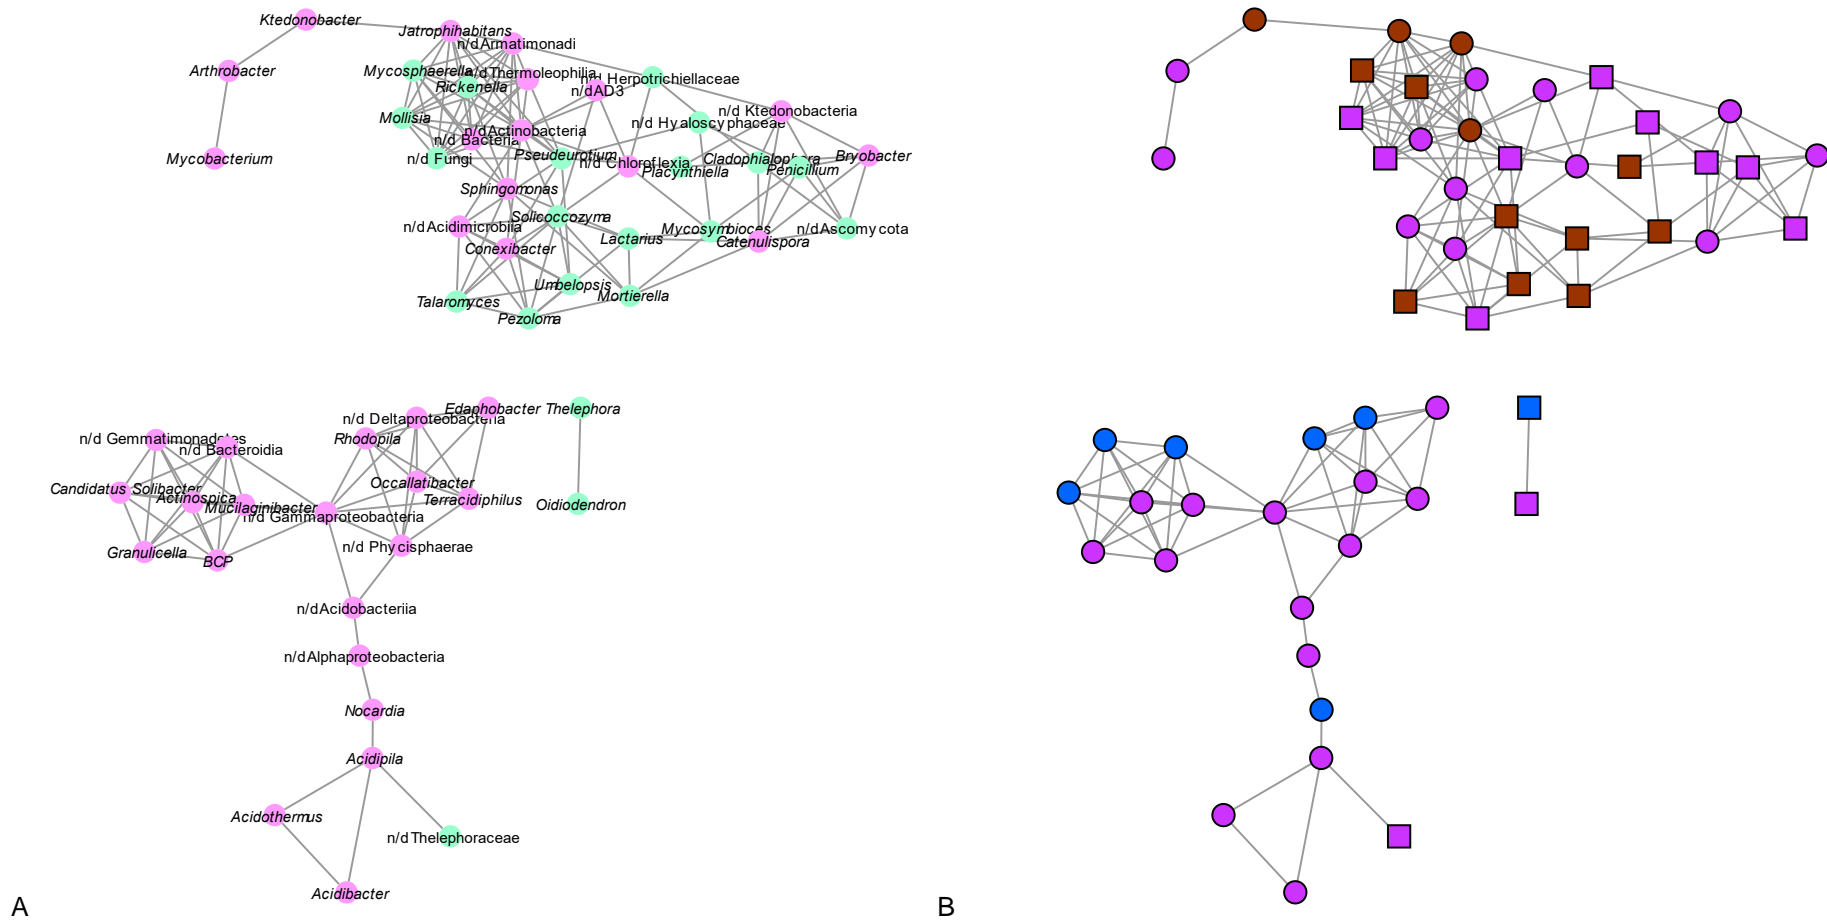 Ktedonobacter
Jatrophihabitans
n/d Armatimonadi
Arthrobacter
Mycosphaerella
n/d Thermoleophilia
n/d Herpotrichiellaceae
Rickenella
n/d AD3
Mollisia
n/d Ktedonobacteria
n/d Hyaloscyphaceae
n/d Actinobacteria
n/d Bacteria
Mycobacterium
n/d Fungi
Pseudeurotium
n/d Chloroflexia
Cladophialophora
Bryobacter
Placynthiella
Penicillium
Sphingomonas
Solicoccozyma
n/d Acidimicrobiia
Mycosymbioces
n/d Ascomycota
Lactarius
Catenulispora
Conexibacter
Umbelopsis
Mortierella
Talaromyces
Pezoloma
Edaphobacter
Thelephora
n/d Deltaproteobacteria
n/d Gemmatimonadetes
Rhodopila
n/d Bacteroidia
Occallatibacter
Candidatus Solibacter
Actinospica
Terracidiphilus
Mucilaginibacter
Oidiodendron
n/d Gammaproteobacteria
n/d Phycisphaerae
Granulicella
BCP
n/d Acidobacteriia
n/d Alphaproteobacteria
Nocardia
Acidipila
Acidothermus
n/d Thelephoraceae
Acidibacter
A
B